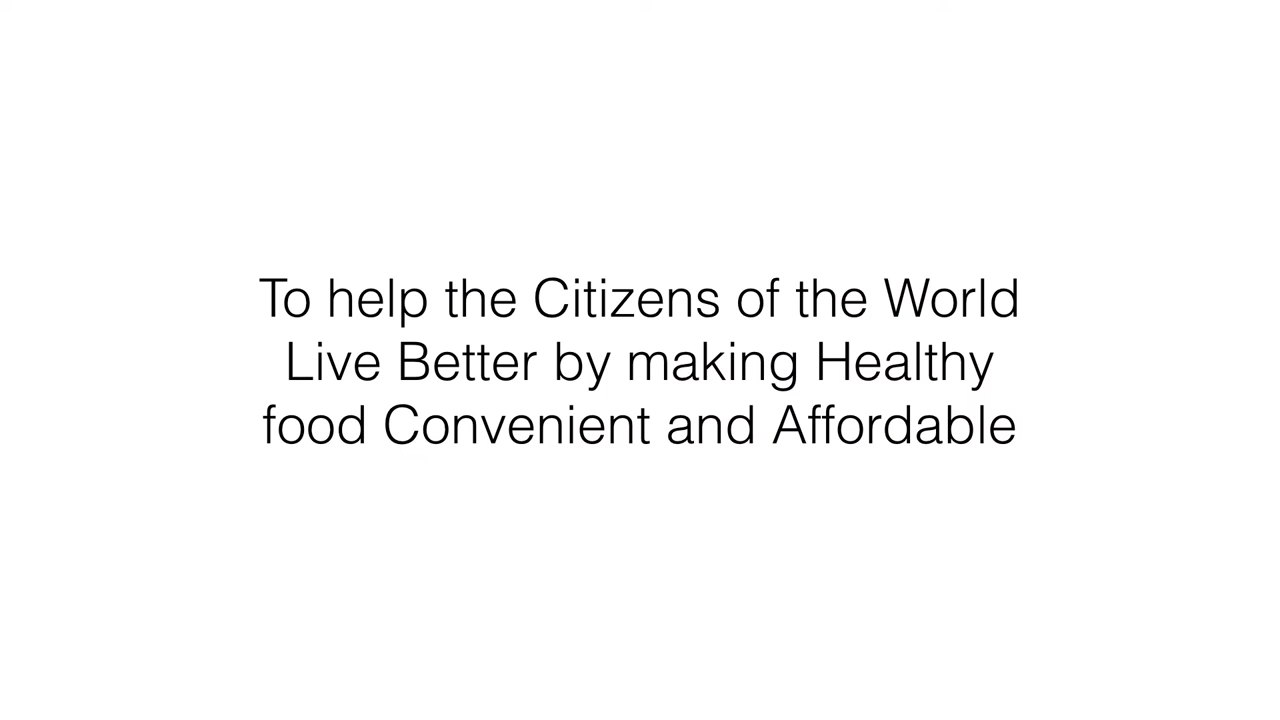 To help the Citizens of the World
Live Better by making Healthy
food Convenient and Affordable